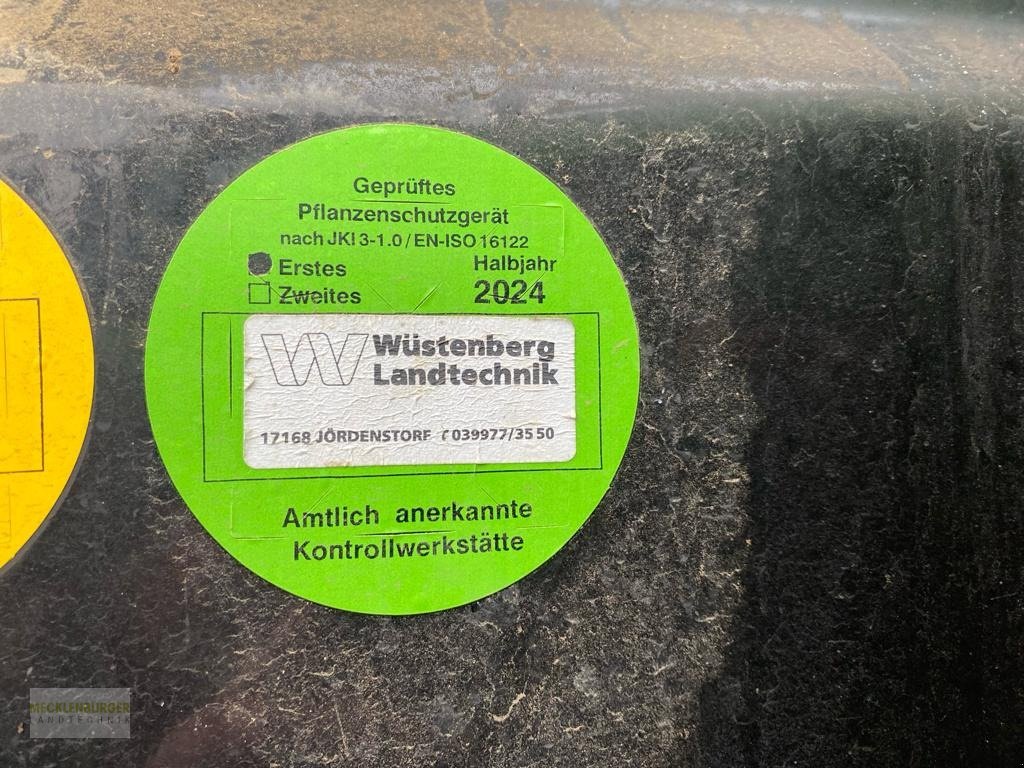 Geprüftes
Pflanzenschutzgerät
nach JKI 3-1.0 / EN-ISO 16122
Erstes Halbjahr
Zweites 2024
W Wüstenberg
Landtechnik
17168 JÖRDENSTORF 039977/35 50
Amtlich anerkannte
Kontrollwerkstätte
MECKLENBURGER
LANDTECHNIK